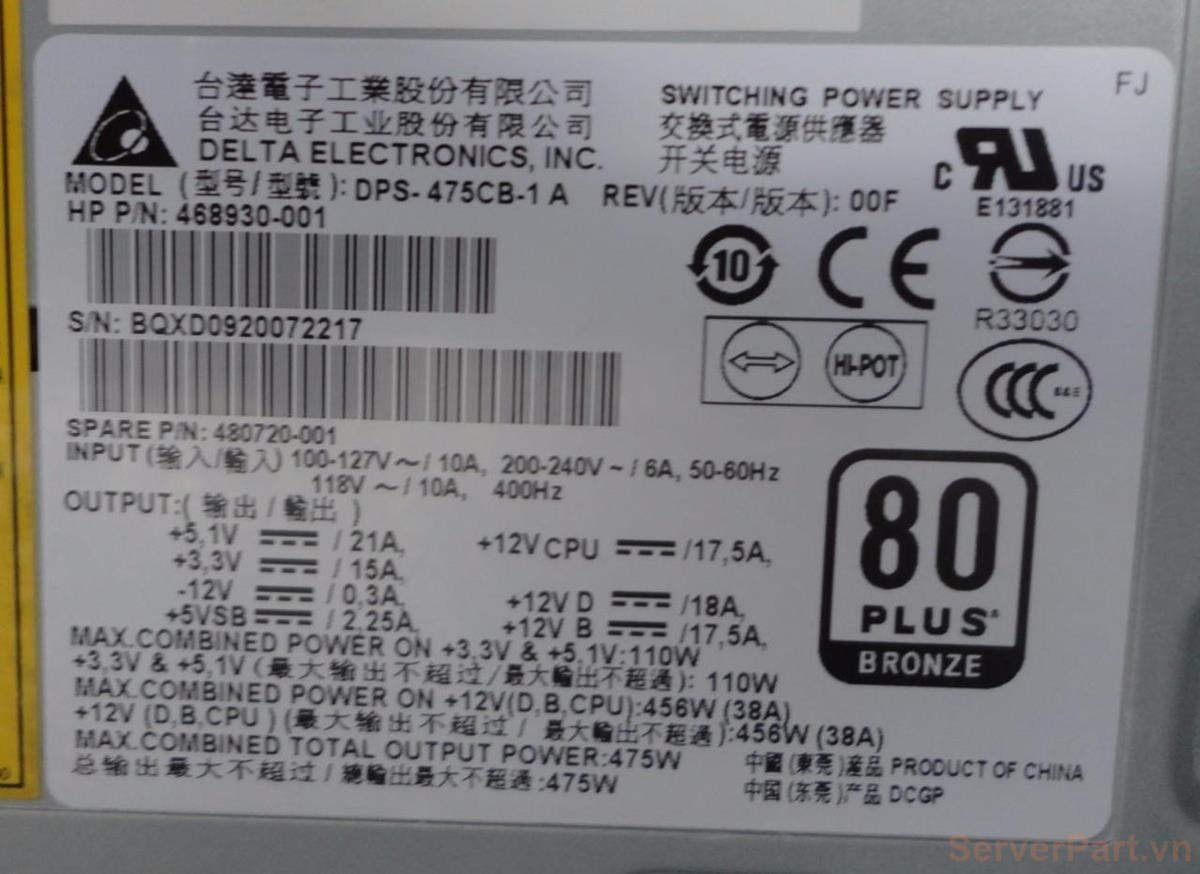 FJ
台達電子工業股份有限公司
台达电子工业股份有限公司
DELTA ELECTRONICS, INC.
SWITCHING POWER SUPPLY
交換式電源供應器
开关电源
C RU US
E131881
MODEL (型号/型號): DPS-475CB-1 A REV(版本/版本): 00F
HP P/N: 468930-001
10
CE
R33030
S/N: BQXD0920072217
HI-POT
CCC
S&E
SPARE P/N: 480720-001
INPUT (输入/輸入) 100-127V~/ 10A, 200-240V~/ 6A, 50-60Hz
118V ~/ 10A, 400Hz
OUTPUT:( 输出 / 輸出 )
+5,1V / 21A, +12V CPU /17,5A,
+3,3V / 15A,
-12V / 0,3A, +12V D /18A,
+5VSB / 2.25A +12V B /17,5A,
80
PLUS
BRONZE
MAX.COMBINED POWER ON +3,3V & +5,1V:110W
+3,3V & +5,1V (最大输出不超过/最大輸出不超過): 110W
MAX.COMBINED POWER ON +12V(D,B,CPU):456W (38A)
+12V (D,B,CPU ) (最大输出不超过 / 最大輸出不超過):456W (38A)
MAX.COMBINED TOTAL OUTPUT POWER:475W
总输出最大不超过/總輸出最大不超過:475W
中國(東莞)産品 PRODUCT OF CHINA
中国(东莞)产品 DCGP
ServerPart.vn